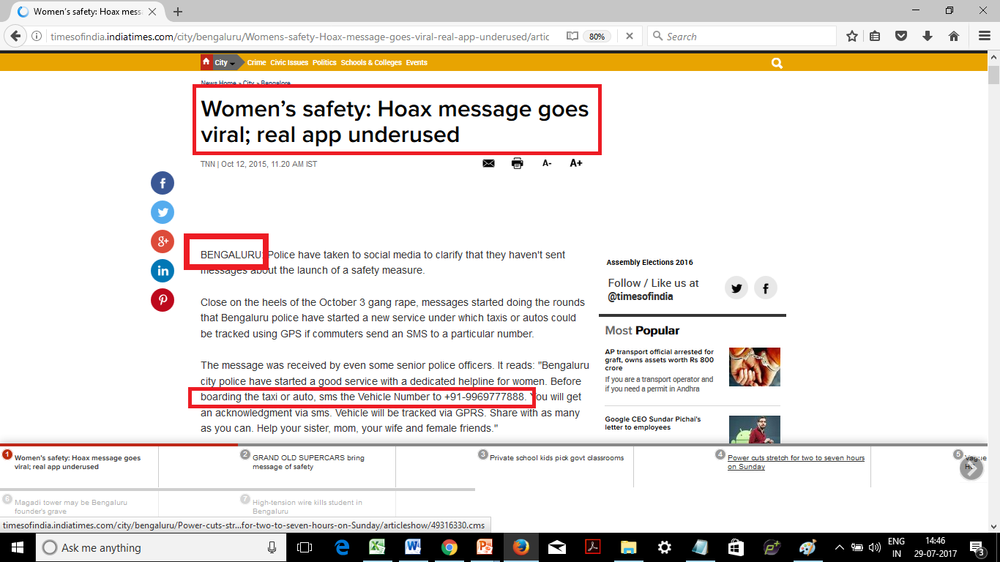 Women's safety: Hoax mess
timesofindia.indiatimes.com/city/bengaluru/Womens-safety-Hoax-message-goes-viral-real-app-underused/artic
80%
Search
City
Crime Civic Issues Politics Schools & Colleges Events
News Home » City » Bangalore
Women's safety: Hoax message goes
viral; real app underused
TNN | Oct 12, 2015, 11.20 AM IST
A- A+
BENGALURU: Police have taken to social media to clarify that they haven't sent
messages about the launch of a safety measure.
Close on the heels of the October 3 gang rape, messages started doing the rounds
that Bengaluru police have started a new service under which taxis or autos could
be tracked using GPS if commuters send an SMS to a particular number.
The message was received by even some senior police officers. It reads: "Bengaluru
city police have started a good service with a dedicated helpline for women. Before
boarding the taxi or auto, sms the Vehicle Number to +91-9969777888. You will get
an acknowledgment via sms. Vehicle will be tracked via GPRS. Share with as many
as you can. Help your sister, mom, your wife and female friends."
Assembly Elections 2016
Follow / Like us at
@timesofindia
Most Popular
AP transport official arrested for
graft, owns assets worth Rs 800
crore
If you are a transport operator and
if you need a permit in Andhra
Google CEO Sundar Pichai's
letter to employees
1 Women's safety: Hoax message goes
viral; real app underused
2 GRAND OLD SUPERCARS bring
message of safety
3 Private school kids pick govt classrooms
4 Power cuts stretch for two to seven hours
on Sunday
5 Vague
6 Magadi tower may be Bengaluru
founder's grave
7 High-tension wire kills student in
Bengaluru
timesofindia.indiatimes.com/city/bengaluru/Power-cuts-str...for-two-to-seven-hours-on-Sunday/articleshow/49316330.cms
Ask me anything
ENG
IN
14:46
29-07-2017
3